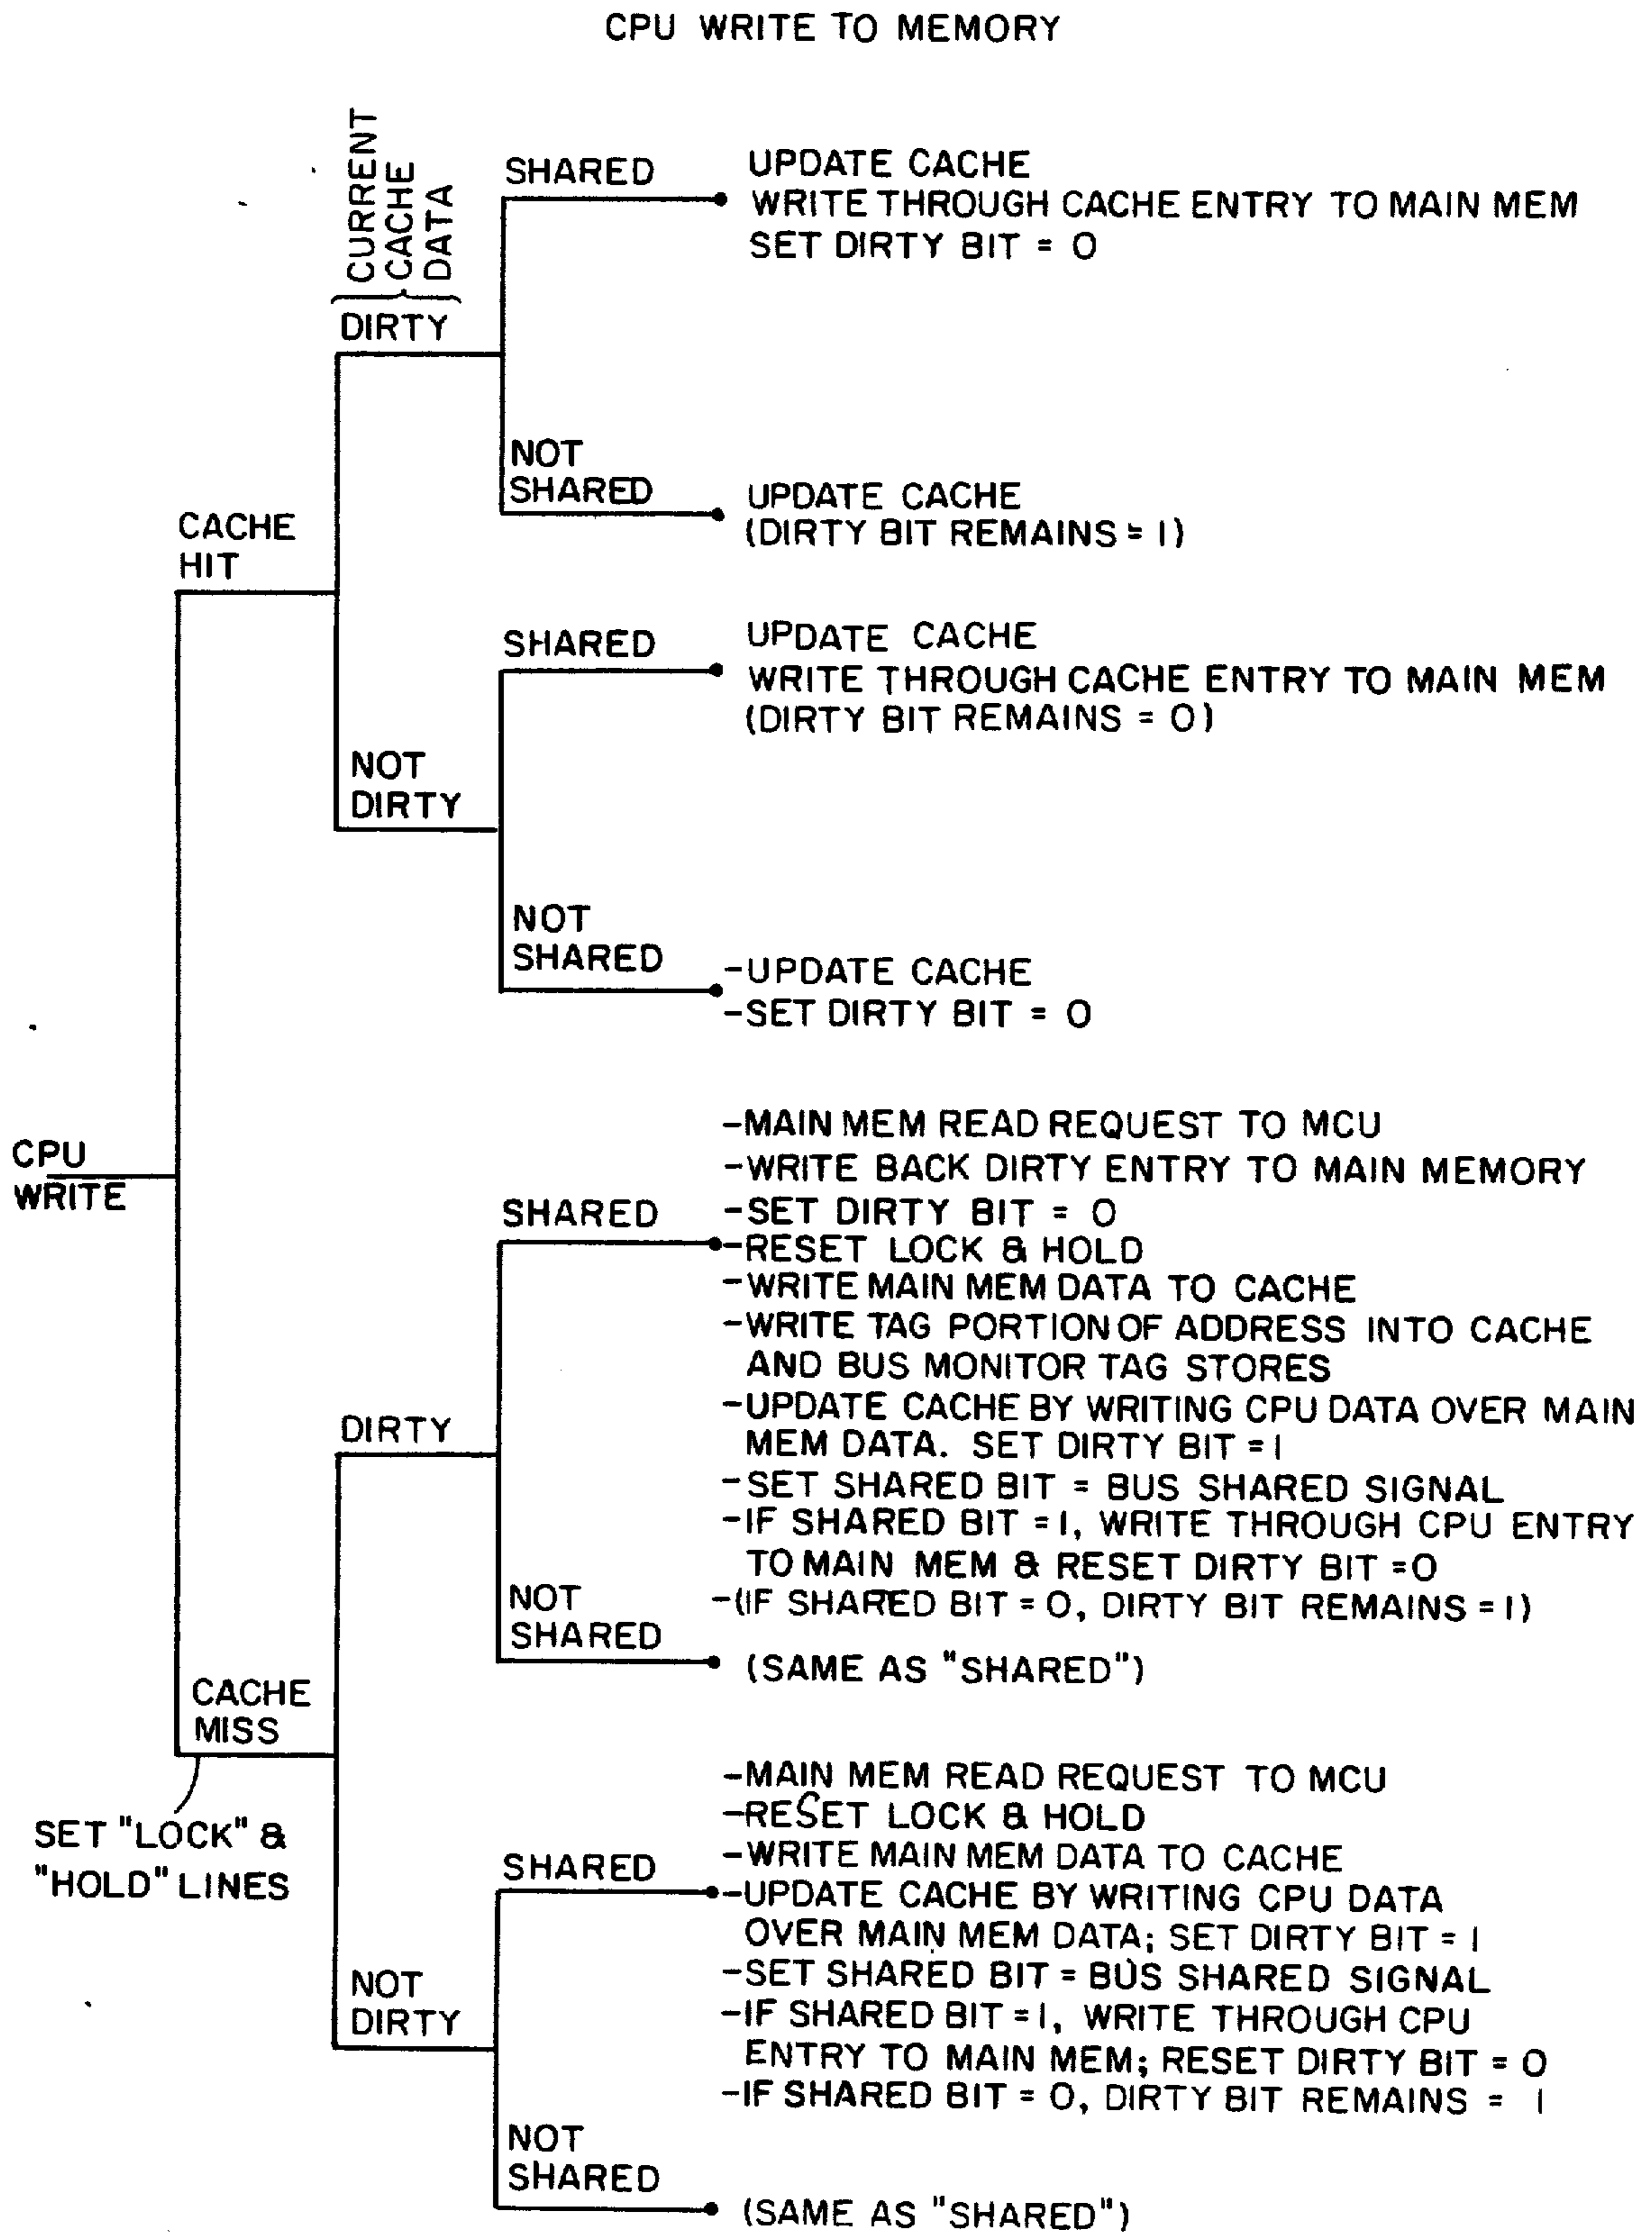 CPU WRITE TO MEMORY
CURRENT
CACHE
DATA
DIRTY
SHARED
UPDATE CACHE
WRITE THROUGH CACHE ENTRY TO MAIN MEM
SET DIRTY BIT = 0
NOT
SHARED
UPDATE CACHE
(DIRTY BIT REMAINS = 1)
CACHE
HIT
SHARED
UPDATE CACHE
WRITE THROUGH CACHE ENTRY TO MAIN MEM
(DIRTY BIT REMAINS = 0)
NOT
DIRTY
NOT
SHARED
-UPDATE CACHE
-SET DIRTY BIT = 0
CPU
WRITE
-MAIN MEM READ REQUEST TO MCU
-WRITE BACK DIRTY ENTRY TO MAIN MEMORY
SHARED
-SET DIRTY BIT = 0
-RESET LOCK & HOLD
-WRITE MAIN MEM DATA TO CACHE
-WRITE TAG PORTION OF ADDRESS INTO CACHE
AND BUS MONITOR TAG STORES
-UPDATE CACHE BY WRITING CPU DATA OVER MAIN
MEM DATA. SET DIRTY BIT = 1
-SET SHARED BIT = BUS SHARED SIGNAL
-IF SHARED BIT = 1, WRITE THROUGH CPU ENTRY
TO MAIN MEM & RESET DIRTY BIT = 0
-(IF SHARED BIT = 0, DIRTY BIT REMAINS = 1)
DIRTY
NOT
SHARED
(SAME AS "SHARED")
CACHE
MISS
SET "LOCK" &
"HOLD" LINES
-MAIN MEM READ REQUEST TO MCU
-RESET LOCK & HOLD
-WRITE MAIN MEM DATA TO CACHE
SHARED
-UPDATE CACHE BY WRITING CPU DATA
OVER MAIN MEM DATA; SET DIRTY BIT = 1
-SET SHARED BIT = BUS SHARED SIGNAL
-IF SHARED BIT = 1, WRITE THROUGH CPU
ENTRY TO MAIN MEM; RESET DIRTY BIT = 0
-IF SHARED BIT = 0, DIRTY BIT REMAINS = 1
NOT
DIRTY
NOT
SHARED
(SAME AS "SHARED")